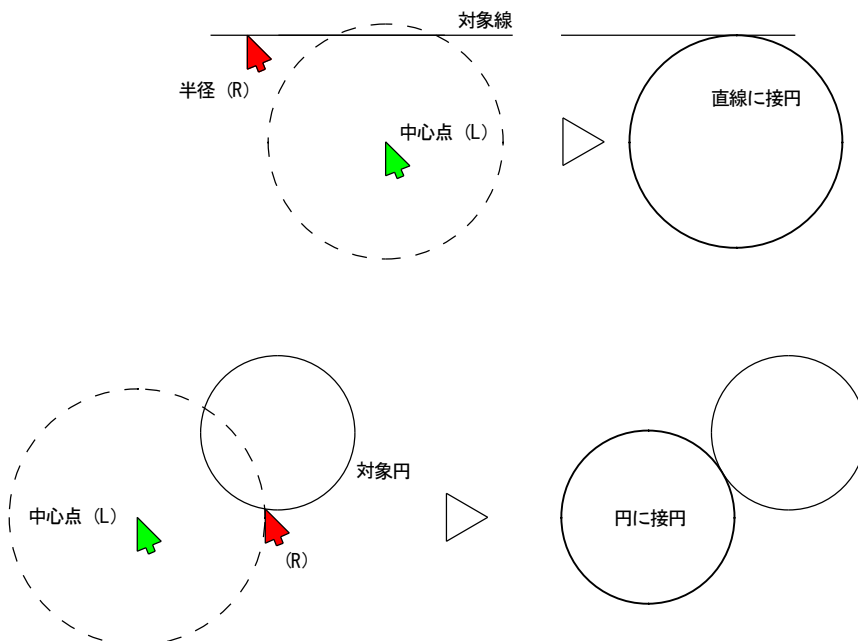 対象線
半径 (R)
中心点 (L)
直線に接円
対象円
中心点 (L)
円に接円
(R)